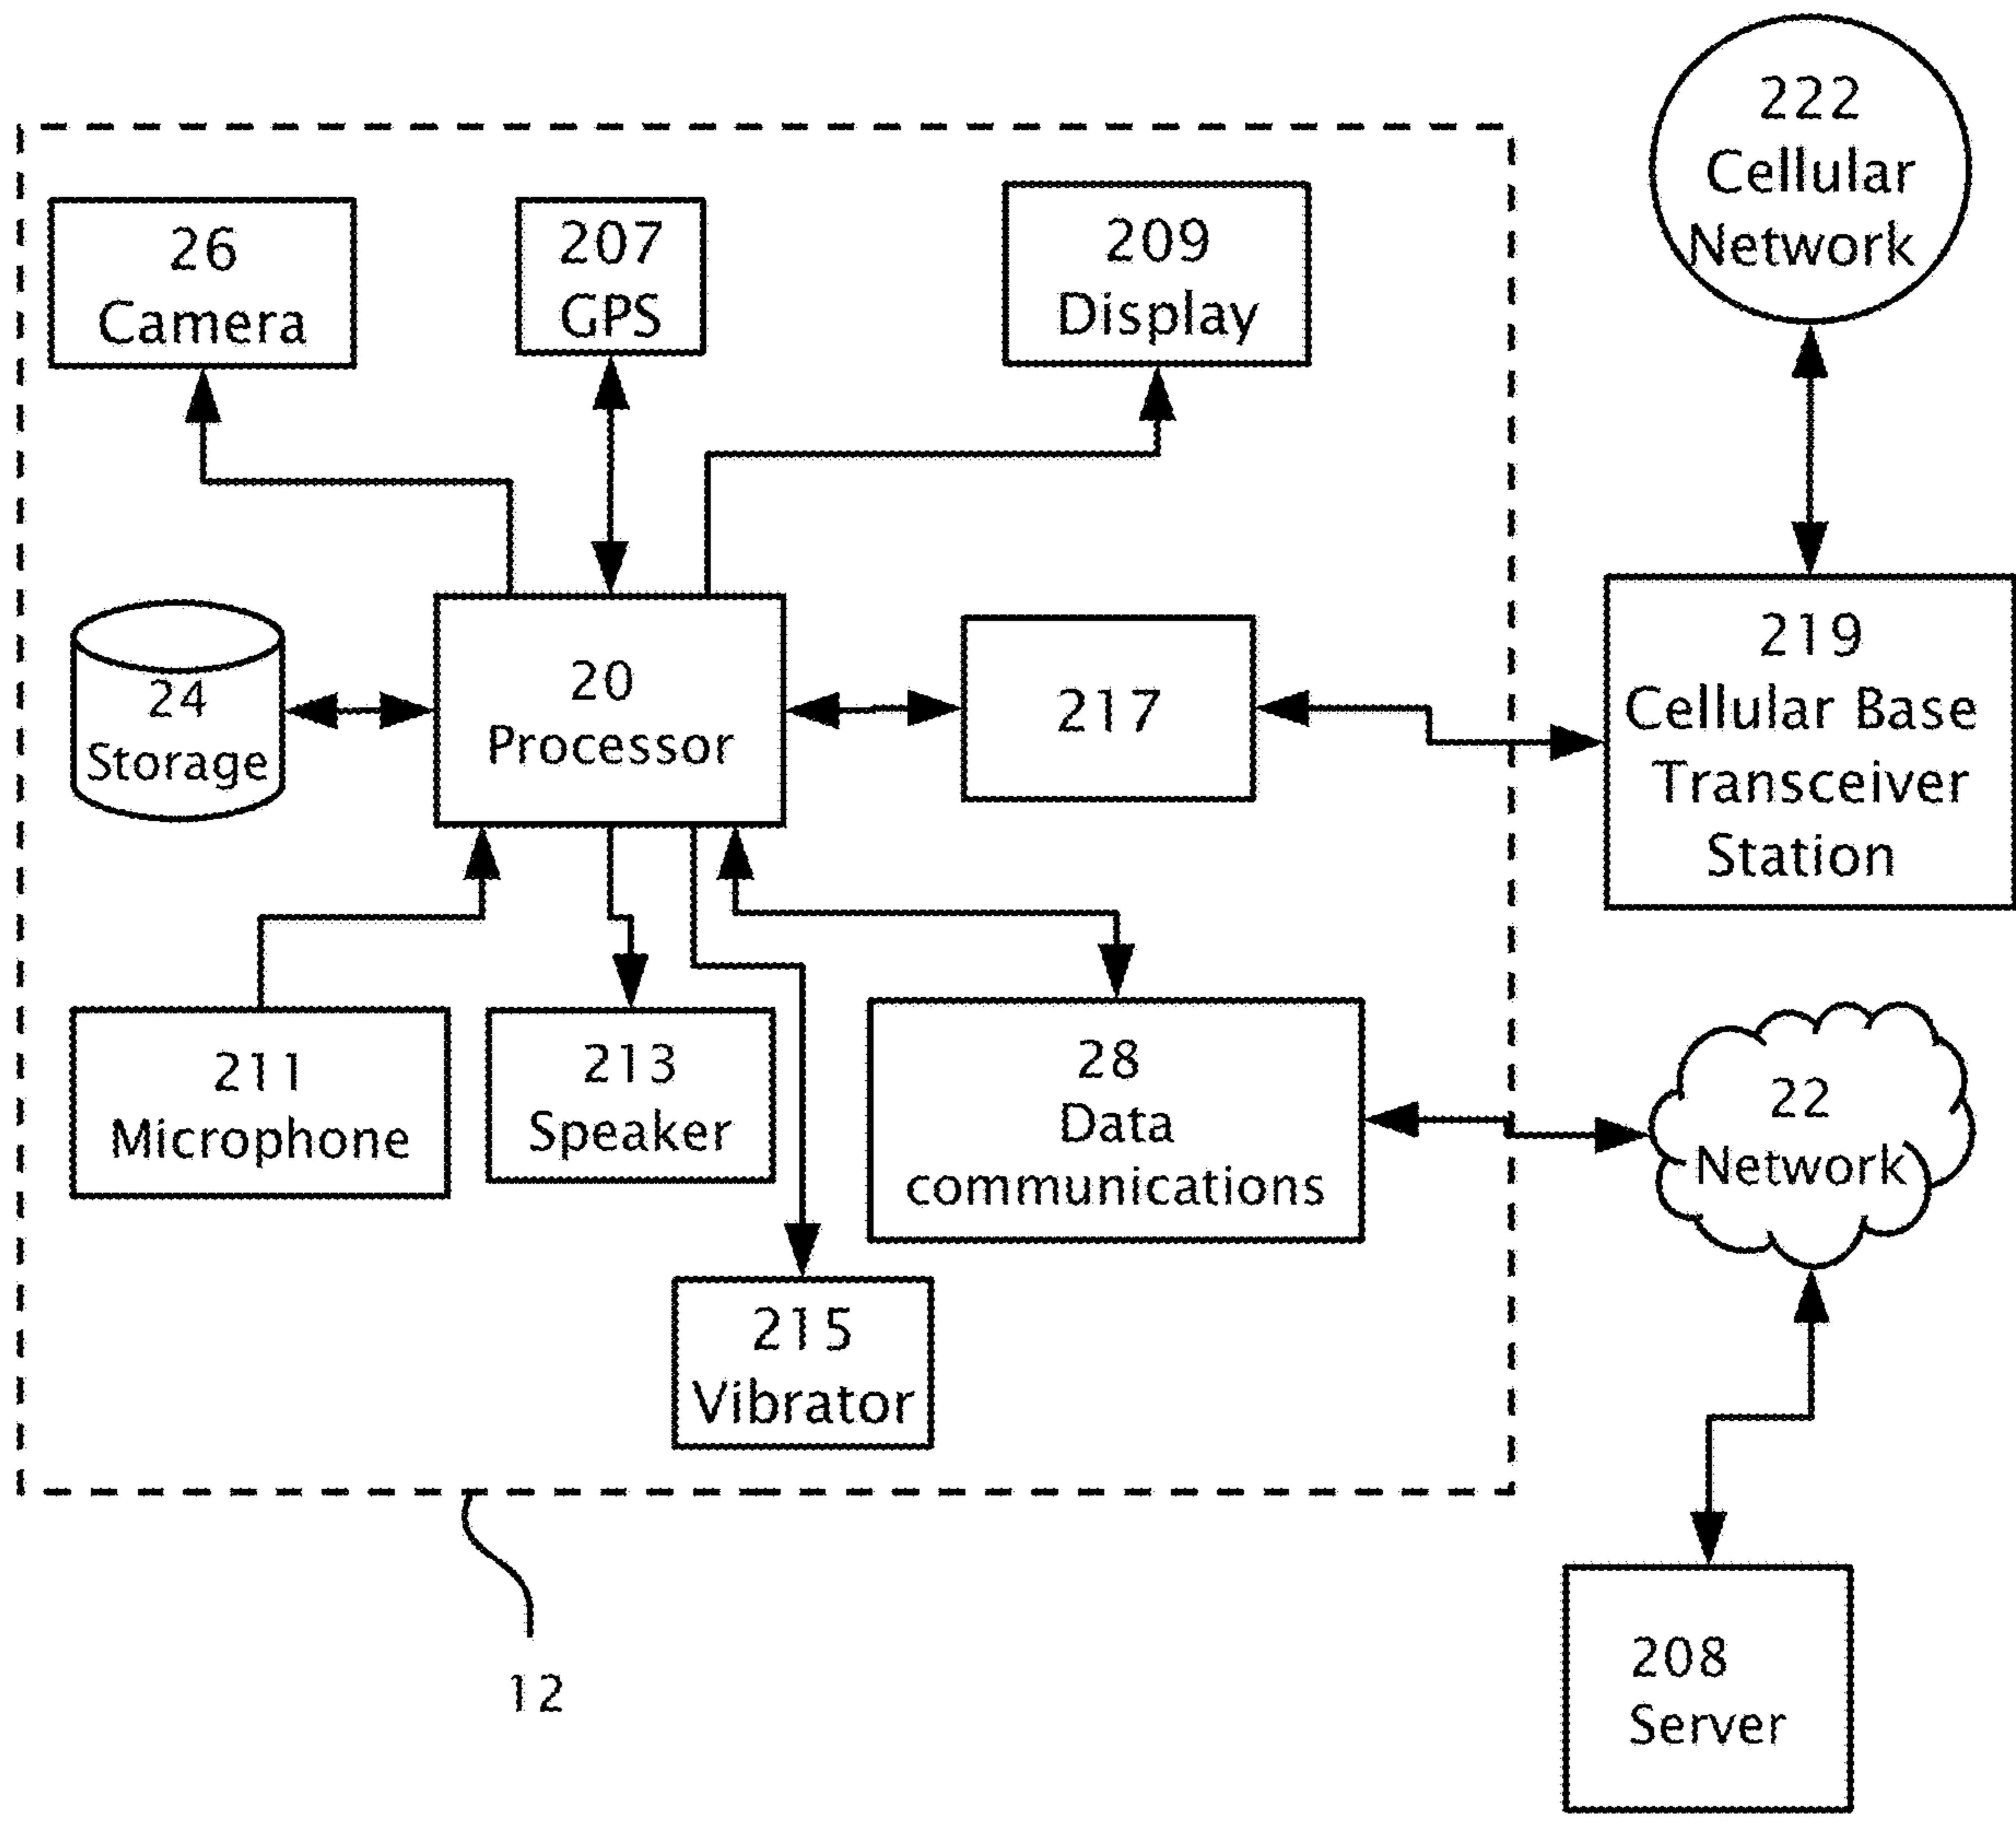 222
Cellular
Network
26
Camera
207
GPS
209
Display
24
Storage
20
Processor
217
219
Cellular Base
Transceiver
Station
211
Microphone
213
Speaker
28
Data
communications
22
Network
215
Vibrator
12
208
Server